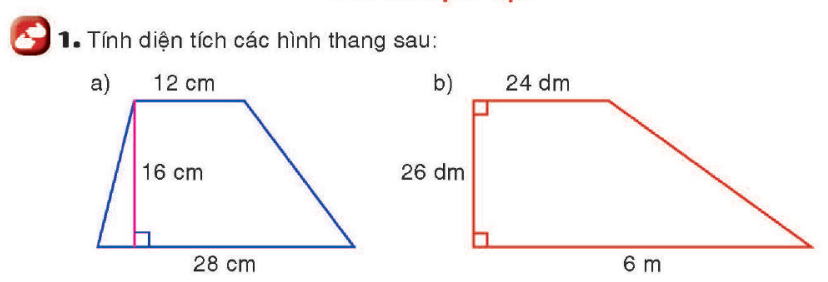 1. Tính diện tích các hình thang sau:
a) 12 cm
16 cm
28 cm
b) 24 dm
26 dm
6 m